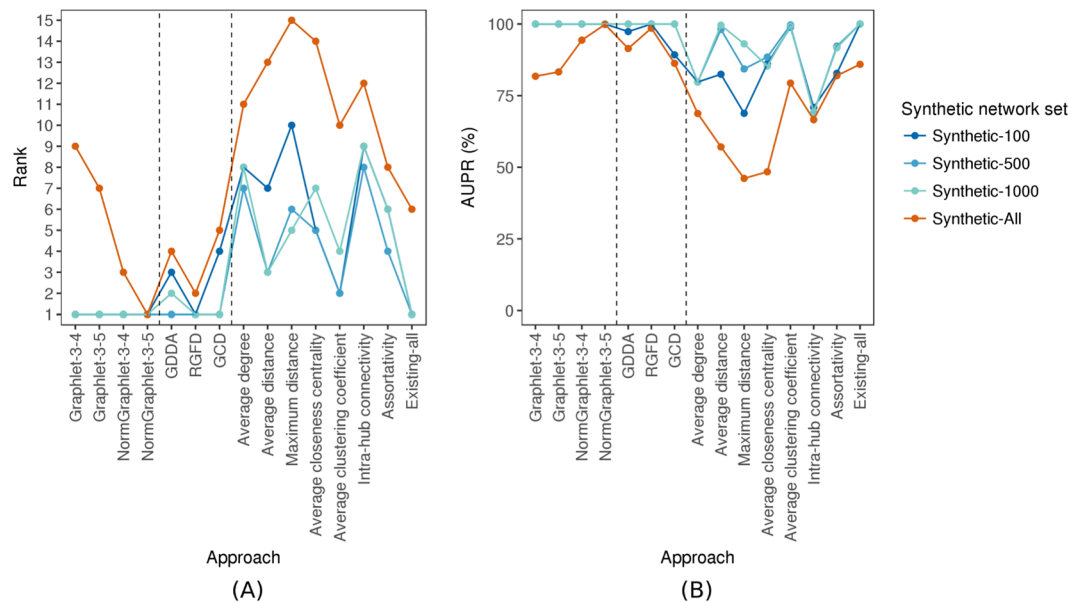 15
14
13
12
11
10
9
8
7
6
5
4
3
2
1
Rank
Graphlet-3-4
Graphlet-3-5
NormGraphlet-3-4
NormGraphlet-3-5
GDDA
RGFD
GCD
Average degree
Average distance
Maximum distance
Average closeness centrality
Average clustering coefficient
Intra-hub connectivity
Assortativity
Existing-all
Approach
(A)
100
75
50
25
0
AUPR (%)
Graphlet-3-4
Graphlet-3-5
NormGraphlet-3-4
NormGraphlet-3-5
GDDA
RGFD
GCD
Average degree
Average distance
Maximum distance
Average closeness centrality
Average clustering coefficient
Intra-hub connectivity
Assortativity
Existing-all
Approach
(B)
Synthetic network set
Synthetic-100
Synthetic-500
Synthetic-1000
Synthetic-All